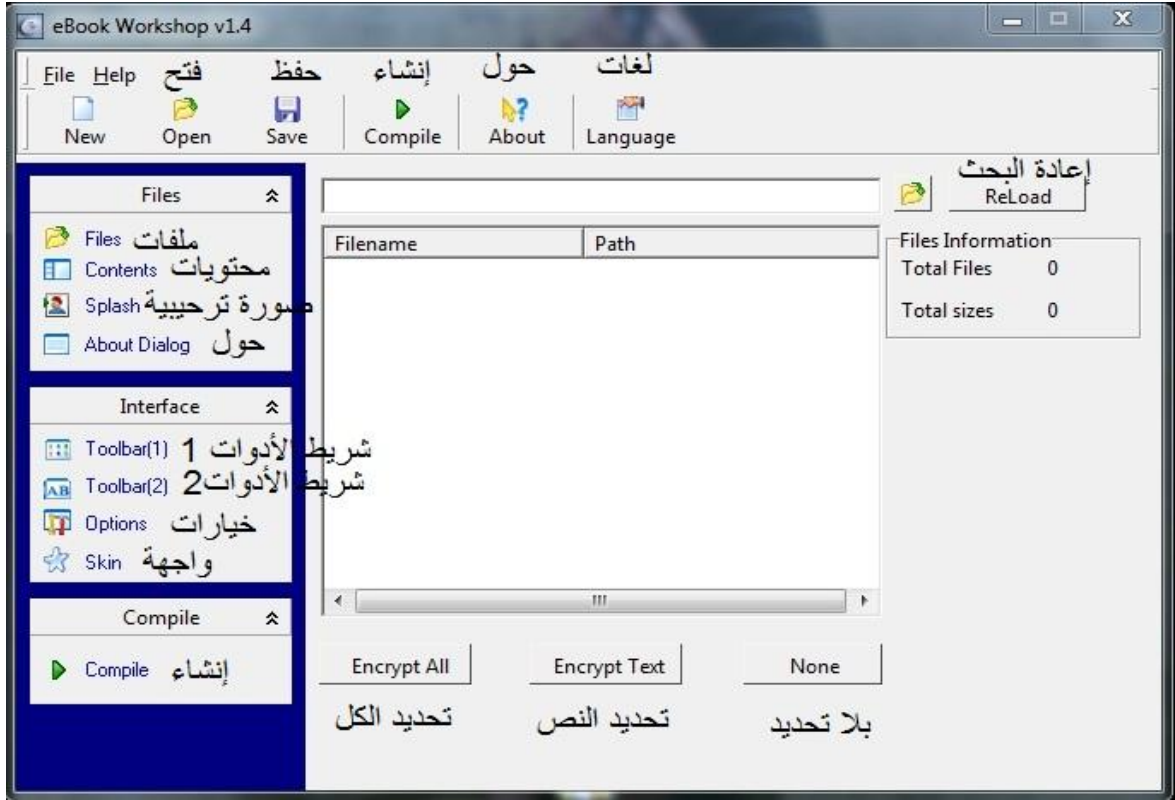 eBook Workshop v1.4
File Help فتح حفظ إنشاء حول لغات
New Open Save Compile About Language
إعادة البحث
ReLoad
Files
Files ملفات
Contents محتويات
Splash صورة ترحيبية
About Dialog حول
Interface
Toolbar(1) شريط الأدوات 1
Toolbar(2) شريط الأدوات2
Options خيارات
Skin واجهة
Compile
Compile إنشاء
Filename Path
Files Information
Total Files 0
Total sizes 0
Encrypt All Encrypt Text None
تحديد الكل تحديد النص بلا تحديد